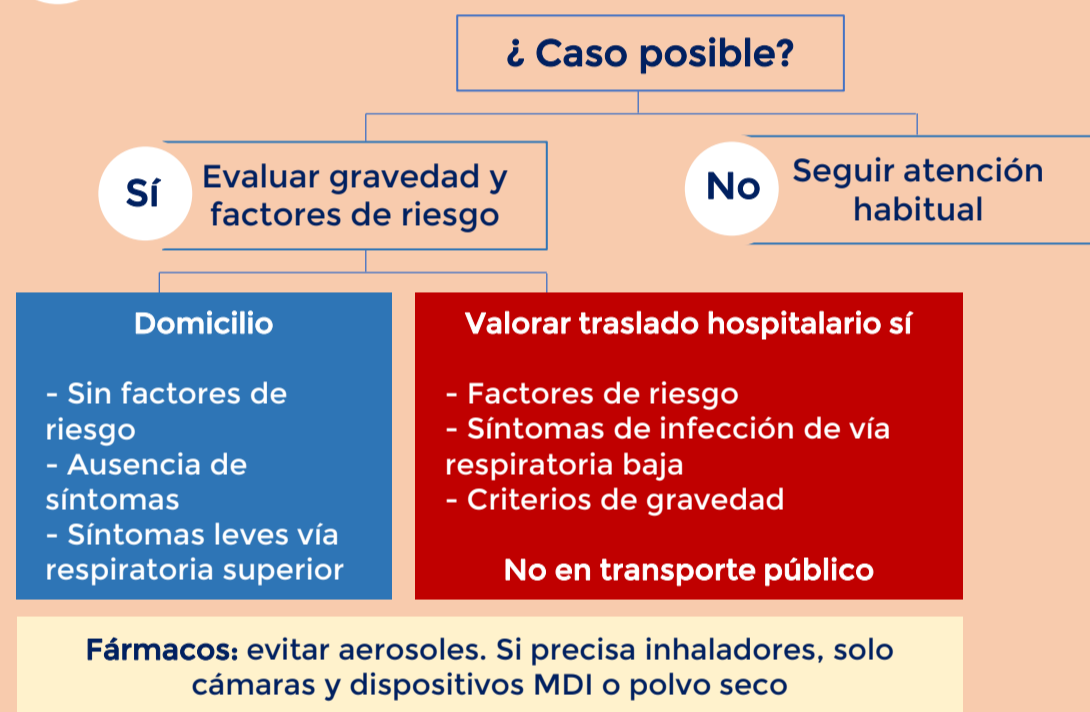 ¿ Caso posible?
Sí
Evaluar gravedad y
factores de riesgo
No
Seguir atención
habitual
Domicilio
- Sin factores de
riesgo
- Ausencia de
síntomas
- Síntomas leves vía
respiratoria superior
Valorar traslado hospitalario sí
- Factores de riesgo
- Síntomas de infección de vía
respiratoria baja
- Criterios de gravedad
No en transporte público
Fármacos: evitar aerosoles. Si precisa inhaladores, solo
cámaras y dispositivos MDI o polvo seco